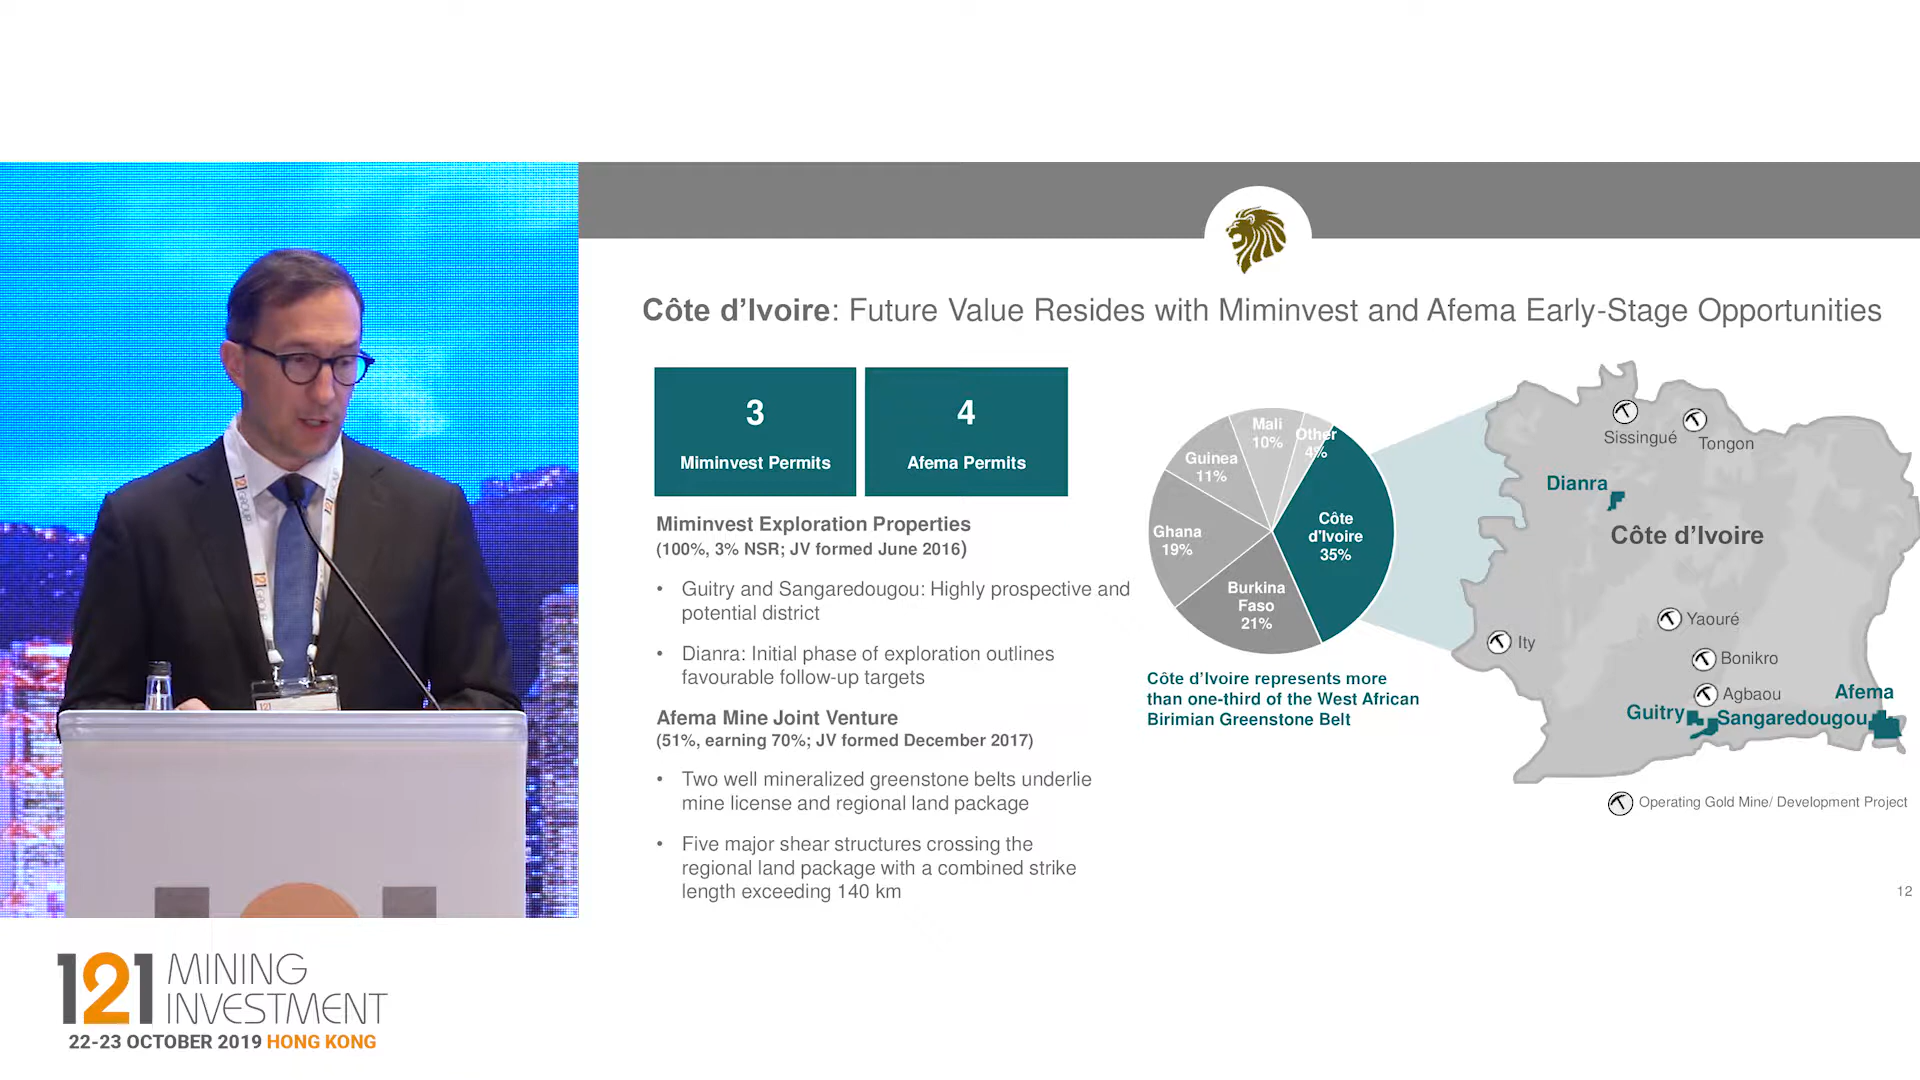 Côte d’Ivoire: Future Value Resides with Miminvest and Afema Early-Stage Opportunities
3
Miminvest Permits
4
Afema Permits
Miminvest Exploration Properties
(100%, 3% NSR; JV formed June 2016)
• Guitry and Sangaredougou: Highly prospective and
potential district
• Dianra: Initial phase of exploration outlines
favourable follow-up targets
Afema Mine Joint Venture
(51%, earning 70%; JV formed December 2017)
• Two well mineralized greenstone belts underlie
mine license and regional land package
• Five major shear structures crossing the
regional land package with a combined strike
length exceeding 140 km
Mali
10%
Other
4%
Guinea
11%
Ghana
19%
Côte
d'Ivoire
35%
Burkina
Faso
21%
Côte d’Ivoire represents more
than one-third of the West African
Birimian Greenstone Belt
Sissingué
Tongon
Dianra
Côte d’Ivoire
Yaouré
Ity
Bonikro
Agbaou
Afema
Guitry
Sangaredougou
Operating Gold Mine/ Development Project
12
121 GROUP
121 GROUP
121 MINING
INVESTMENT
22-23 OCTOBER 2019 HONG KONG